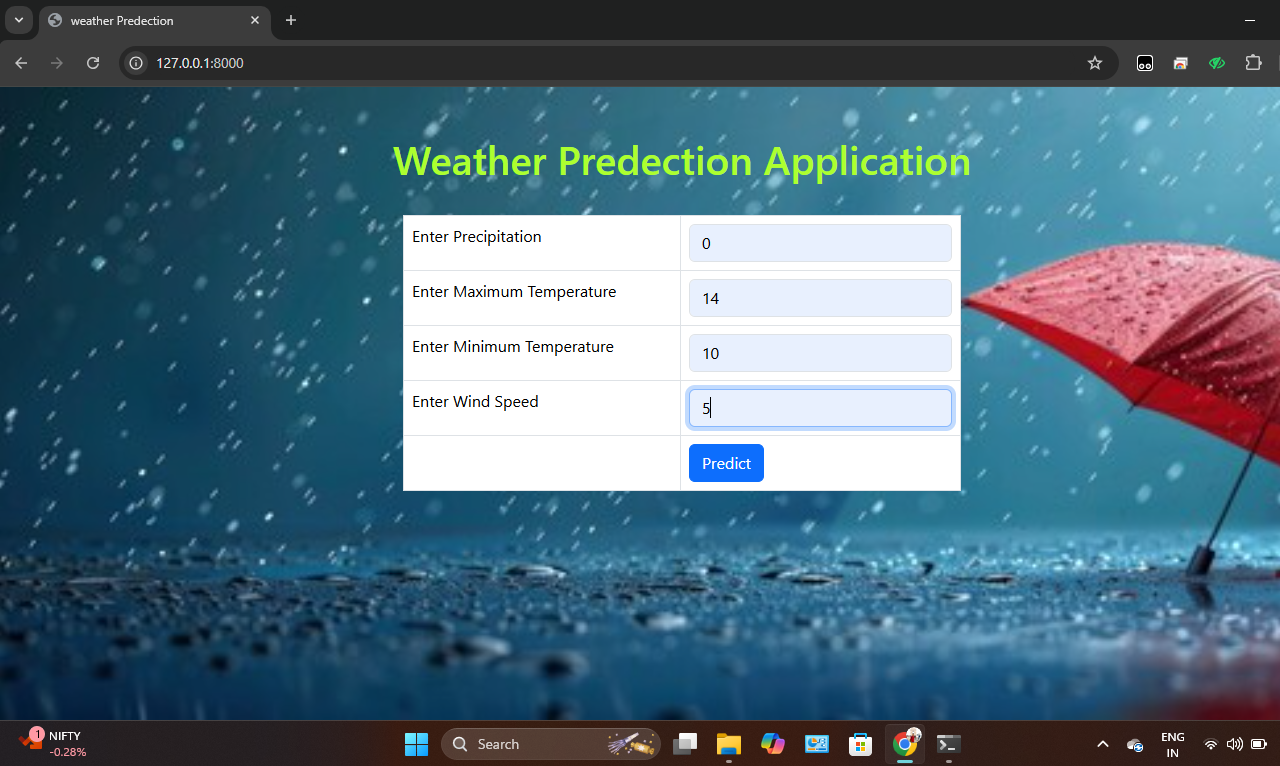 weather Predection
127.0.0.1:8000
Weather Predection Application
Enter Precipitation 0
Enter Maximum Temperature 14
Enter Minimum Temperature 10
Enter Wind Speed 5
Predict
1
NIFTY
-0.28%
Search
ENG
IN